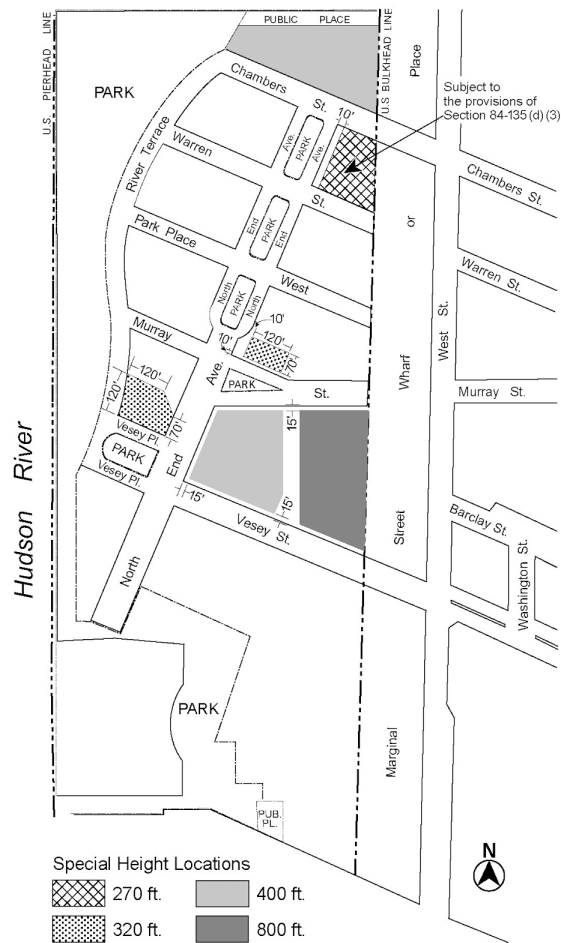 PUBLIC PLACE
U.S. PIERHEAD LINE
U.S BULKHEAD LINE
Place
PARK
Chambers
St.
10'
Subject to
the provisions of
Section 84-135 (d) (3)
River Terrace
Warren
Ave.
PARK
Ave.
St.
Chambers St.
or
Park Place
End
PARK
End
Warren St.
West
North
PARK
North
West St.
10'
Murray
10'
120'
70'
Wharf
Ave.
PARK
St.
Murray St.
120'
120'
70'
Vesey Pl.
PARK
Vesey Pl.
End
15'
15'
15'
Vesey St.
Street
Barclay St.
Washington St.
Hudson River
North
PARK
Marginal
PUB.
PL.
N
Special Height Locations
270 ft.
400 ft.
320 ft.
800 ft.